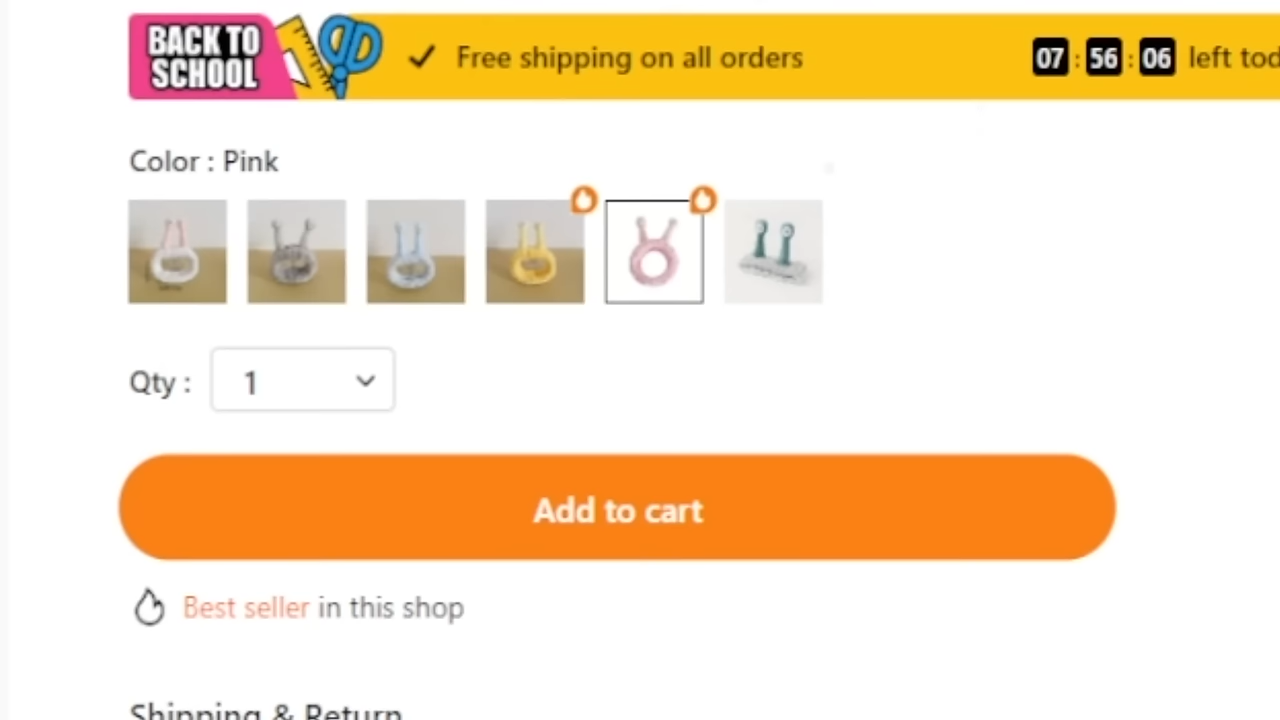 BACK TO
SCHOOL
Free shipping on all orders
07 : 56 : 06 left tod
Color : Pink
Qty : 1
Add to cart
Best seller in this shop
Shipping & Return